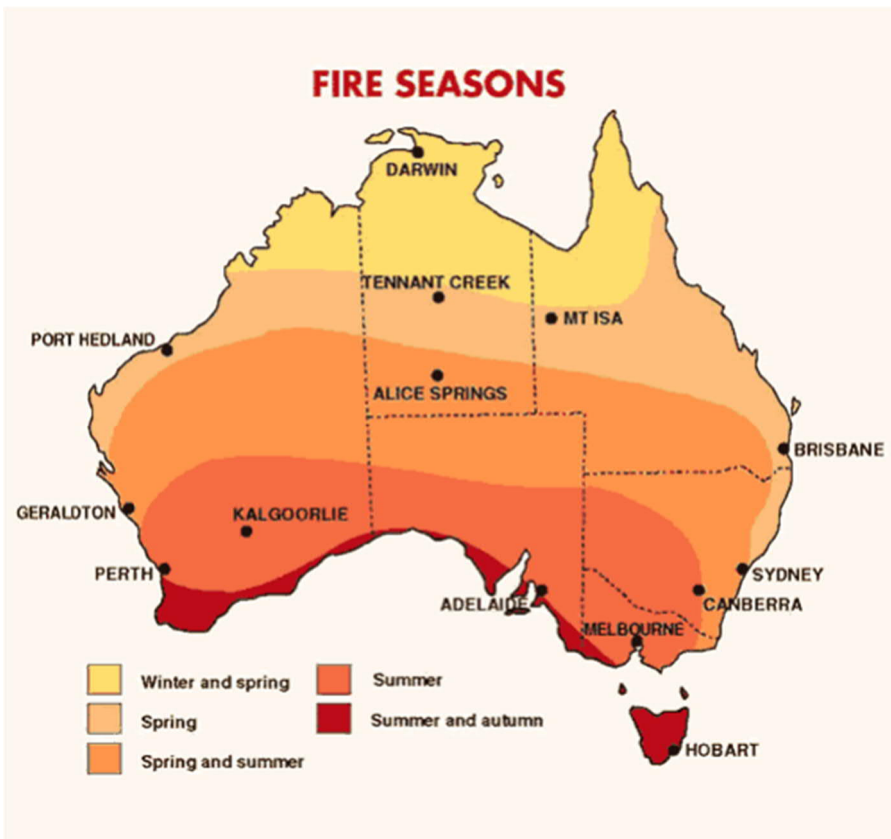 FIRE SEASONS
DARWIN
TENNANT CREEK
MT ISA
PORT HEDLAND
ALICE SPRINGS
BRISBANE
GERALDTON
KALGOORLIE
PERTH
SYDNEY
ADELAIDE
CANBERRA
MELBOURNE
Winter and spring
Summer
Spring
Summer and autumn
Spring and summer
HOBART